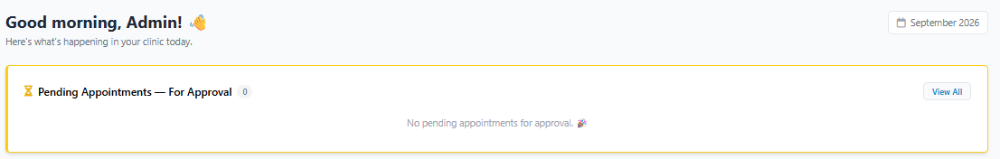 Good morning, Admin! 👋
September 2026
Here's what's happening in your clinic today.
Pending Appointments — For Approval 0
View All
No pending appointments for approval. 🎉